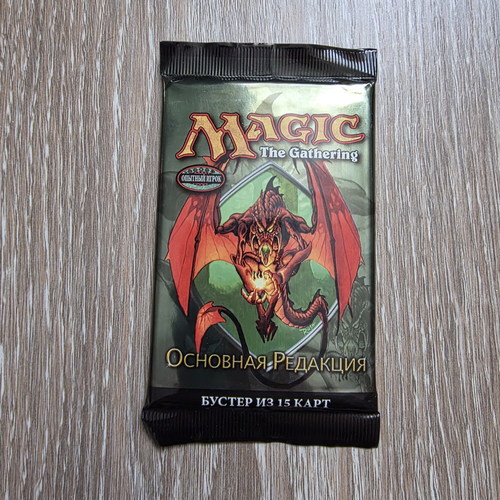 MAGIC
The Gathering
ОПЫТНЫЙ ИГРОК
ОСНОВНАЯ РЕДАКЦИЯ
БУСТЕР ИЗ 15 КАРТ